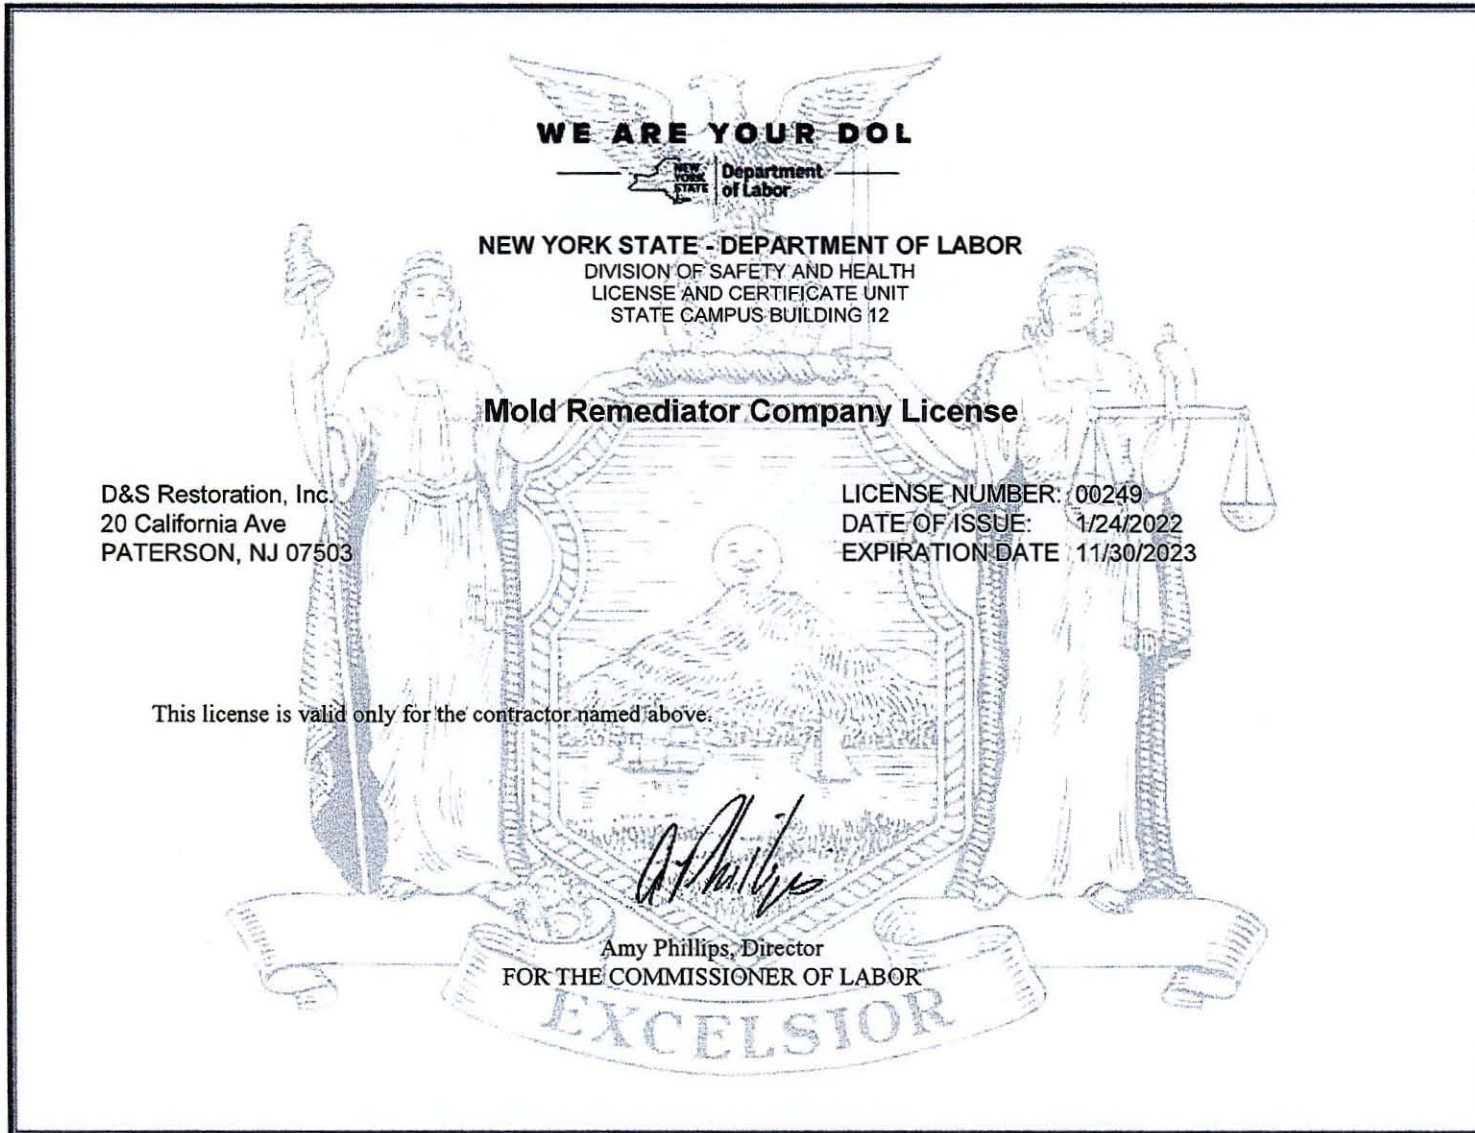 WE ARE YOUR DOL
NEW YORK STATE
Department of Labor
NEW YORK STATE - DEPARTMENT OF LABOR
DIVISION OF SAFETY AND HEALTH
LICENSE AND CERTIFICATE UNIT
STATE CAMPUS BUILDING 12
Mold Remediator Company License
D&S Restoration, Inc.
20 California Ave
PATERSON, NJ 07503
LICENSE NUMBER: 00249
DATE OF ISSUE: 1/24/2022
EXPIRATION DATE 11/30/2023
This license is valid only for the contractor named above.
A Phillips
Amy Phillips, Director
FOR THE COMMISSIONER OF LABOR
EXCELSIOR